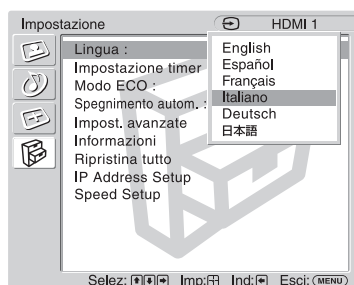 Impostazione HDMI 1
Lingua :
Impostazione timer
Modo ECO :
Spegnimento autom. :
Impost. avanzate
Informazioni
Ripristina tutto
IP Address Setup
Speed Setup
English
Español
Français
Italiano
Deutsch
日本語
Selez: Imp: Ind: Esci: MENU